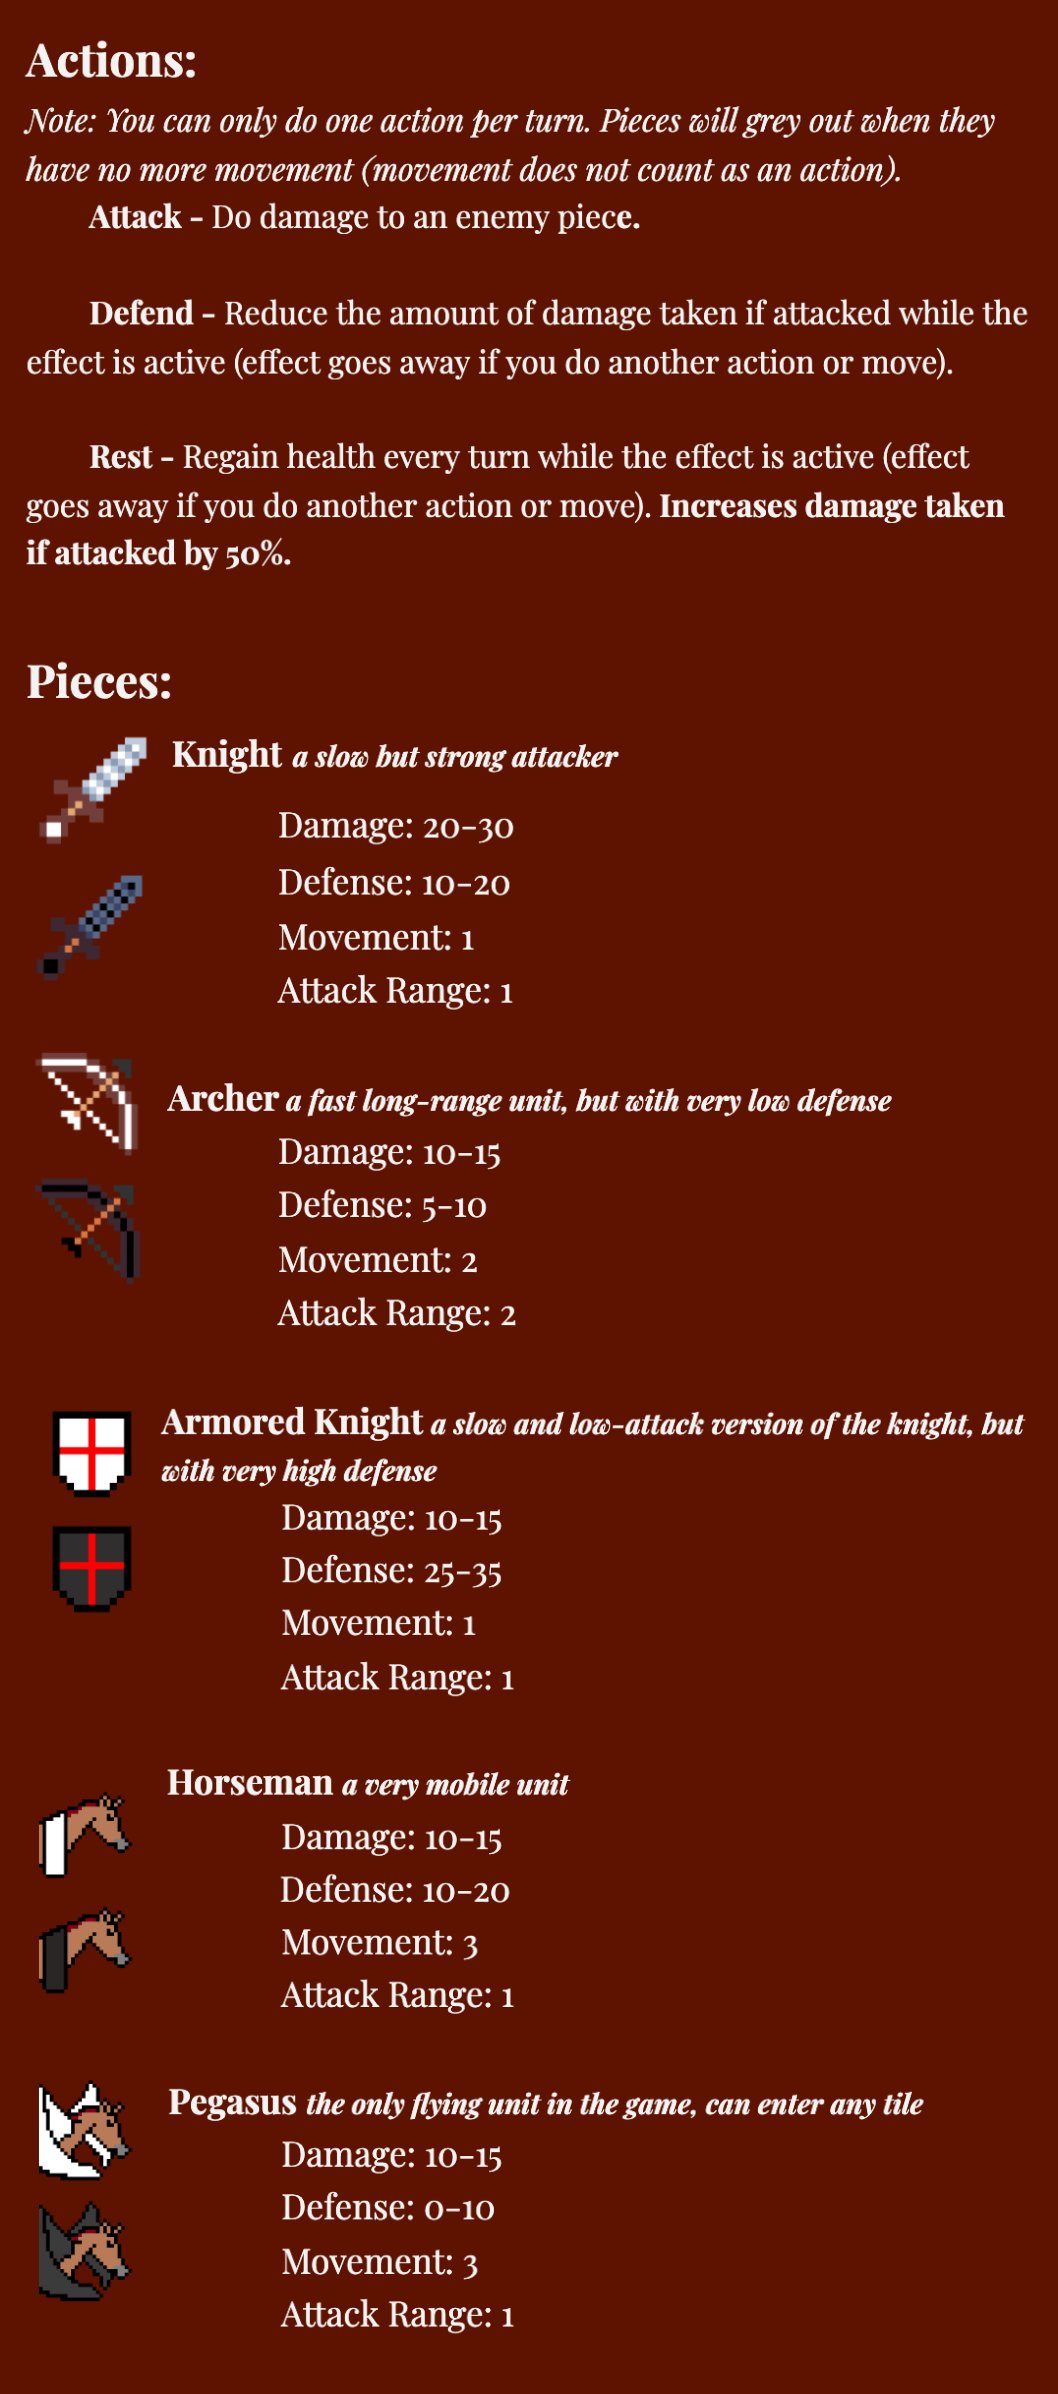 Actions:
Note: You can only do one action per turn. Pieces will grey out when they
have no more movement (movement does not count as an action).
Attack - Do damage to an enemy piece.
Defend - Reduce the amount of damage taken if attacked while the
effect is active (effect goes away if you do another action or move).
Rest - Regain health every turn while the effect is active (effect
goes away if you do another action or move). Increases damage taken
if attacked by 50%.
Pieces:
Knight a slow but strong attacker
Damage: 20-30
Defense: 10-20
Movement: 1
Attack Range: 1
Archer a fast long-range unit, but with very low defense
Damage: 10-15
Defense: 5-10
Movement: 2
Attack Range: 2
Armored Knight a slow and low-attack version of the knight, but
with very high defense
Damage: 10-15
Defense: 25-35
Movement: 1
Attack Range: 1
Horseman a very mobile unit
Damage: 10-15
Defense: 10-20
Movement: 3
Attack Range: 1
Pegasus the only flying unit in the game, can enter any tile
Damage: 10-15
Defense: 0-10
Movement: 3
Attack Range: 1